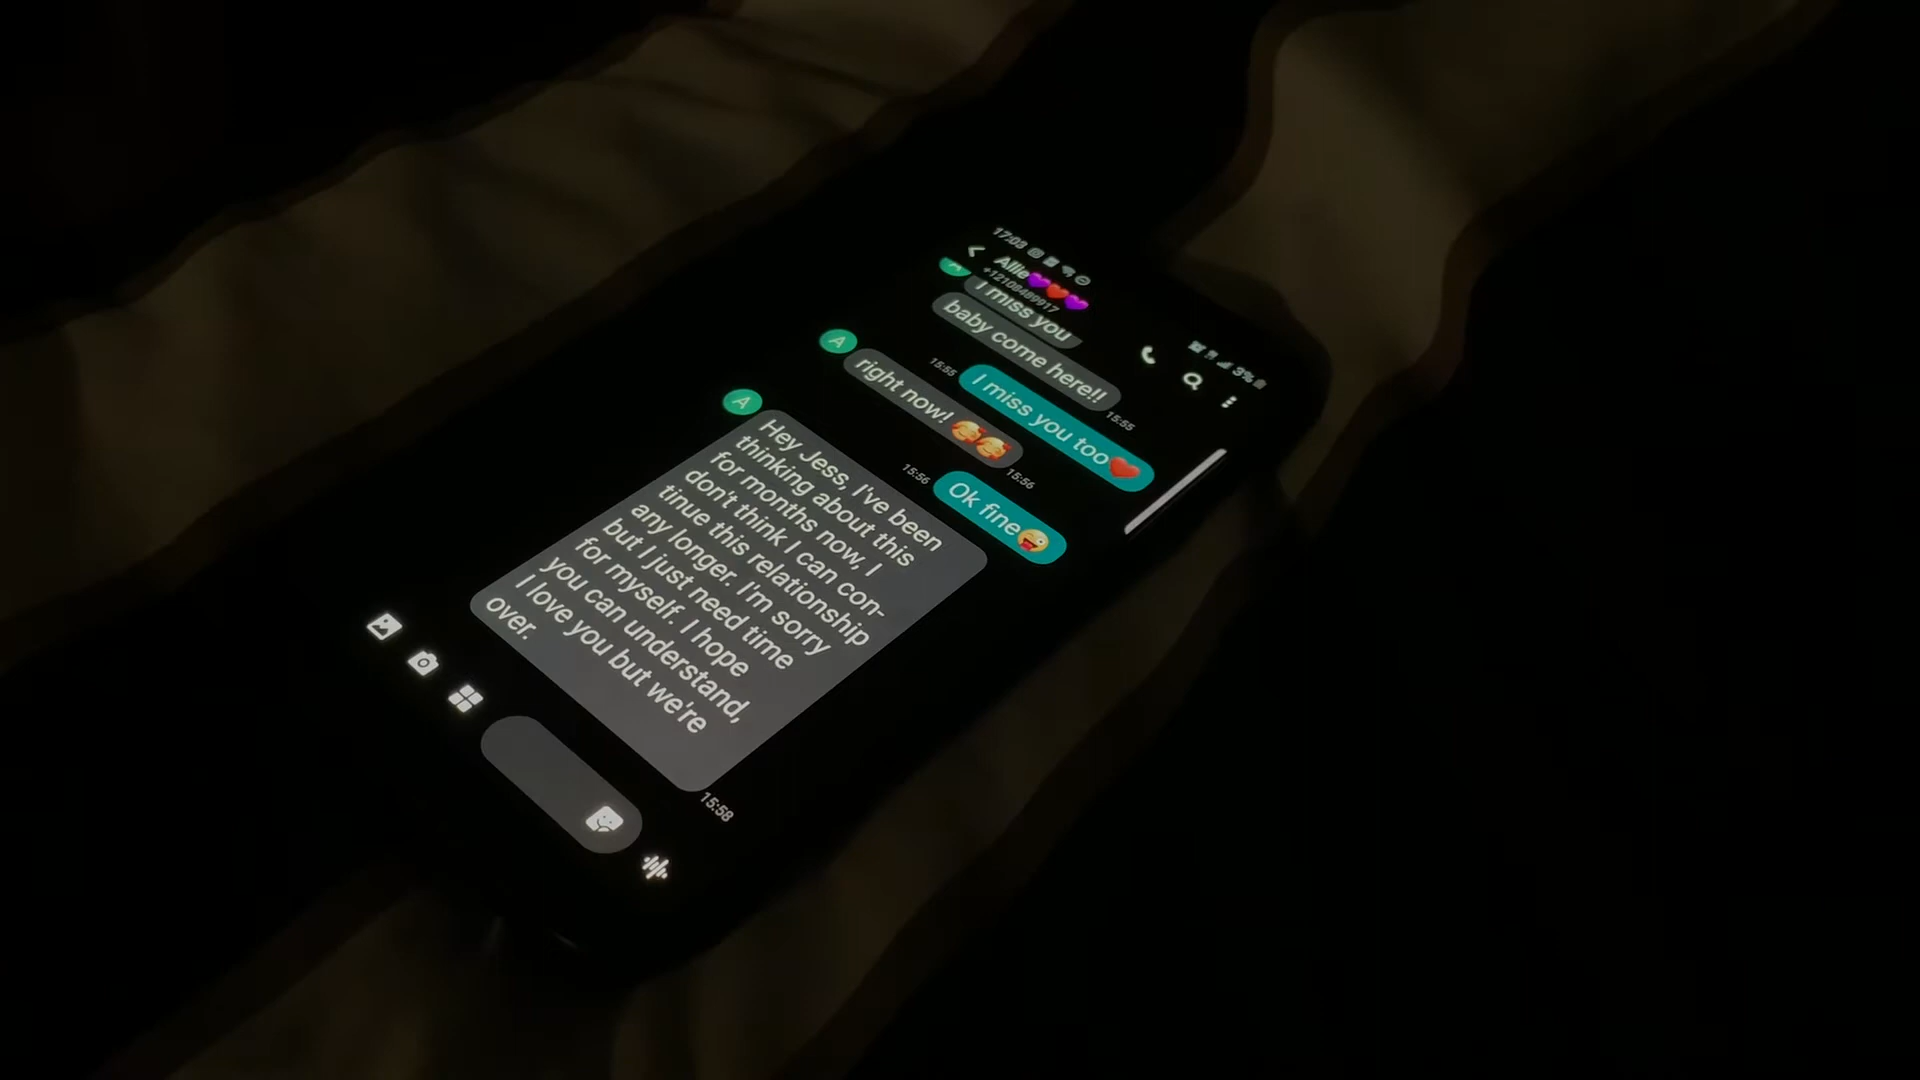 17:03
3%
Allie💜❤️💜
+12108489917
I miss you
baby come here!!
15:55
I miss you too❤️
15:55
right now! 🥰🥰
15:56
Ok fine😜
15:56
Hey Jess, I've been
thinking about this
for months now, I
don't think I can con-
tinue this relationship
any longer. I'm sorry
but I just need time
for myself. I hope
you can understand,
I love you but we're
over.
15:58
A
A